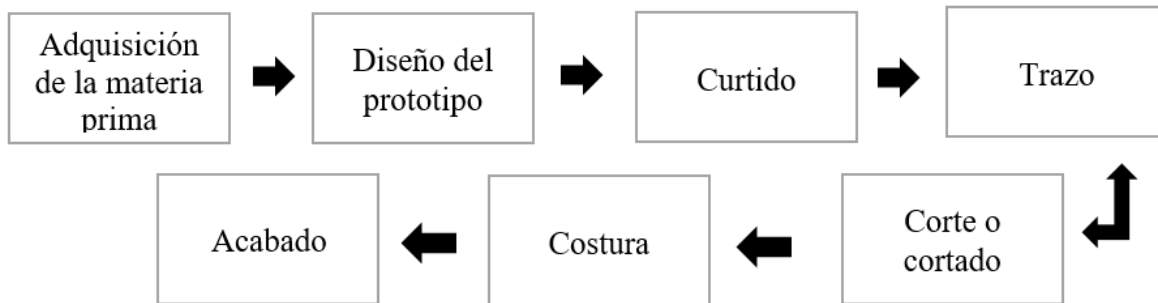 Adquisición
de la materia
prima
Diseño del
prototipo
Curtido
Trazo
Corte o
cortado
Costura
Acabado